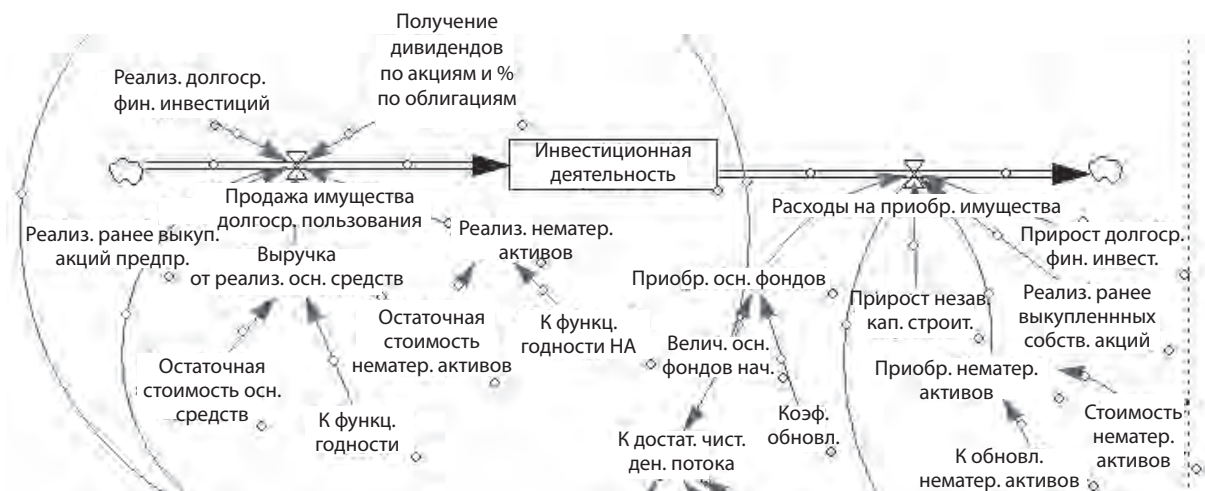 Получение
дивидендов
по акциям и %
по облигациям
Реализ. долгоср.
фин. инвестиций
Инвестиционная
деятельность
Продажа имущества
долгоср. пользования
Расходы на приобр. имущества
Реализ. ранее выкуп.
акций предпр.
Выручка
от реализ. осн. средств
Реализ. нематер.
активов
Приобр. осн. фондов
Прирост долгоср.
фин. инвест.
Остаточная
стоимость
нематер. активов
К функц.
годности НА
Прирост незав.
кап. строит.
Реализ. ранее
выкупленнных
собств. акций
Остаточная
стоимость осн.
средств
К функц.
годности
Велич. осн.
фондов нач.
Приобр. нематер.
активов
Коэф.
обновл.
Стоимость
нематер.
активов
К достат. чист.
ден. потока
К обновл.
нематер. активов